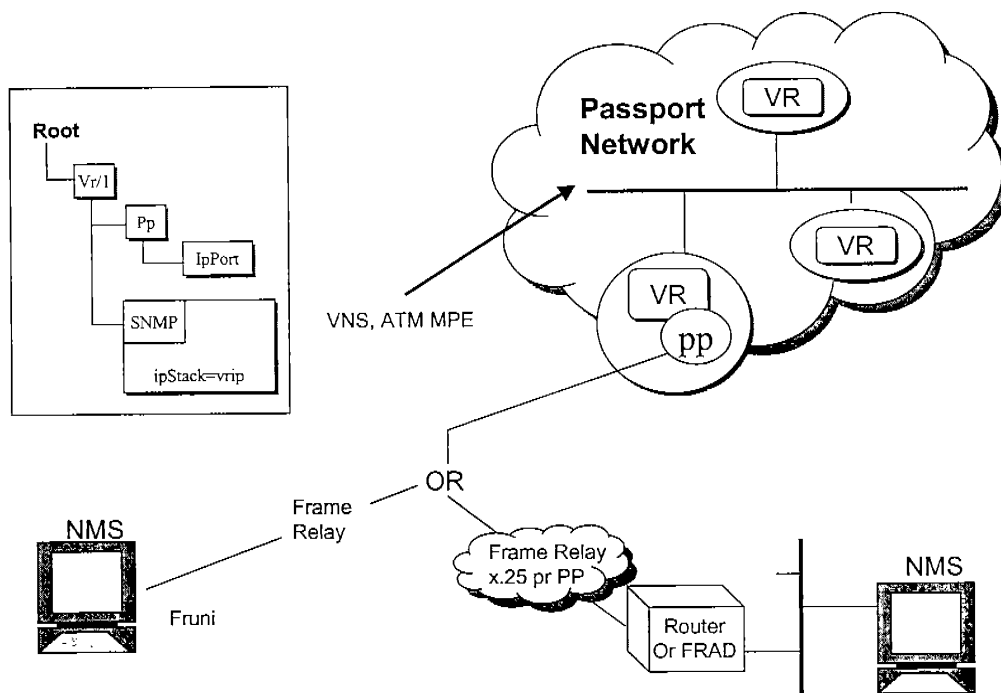 Root
Vr/1
Pp
IpPort
SNMP
ipStack=vrip
Passport
Network
VR
VR
VR
pp
VNS, ATM MPE
OR
Frame
Relay
NMS
Fruni
Frame Relay
x.25 pr PP
Router
Or FRAD
NMS